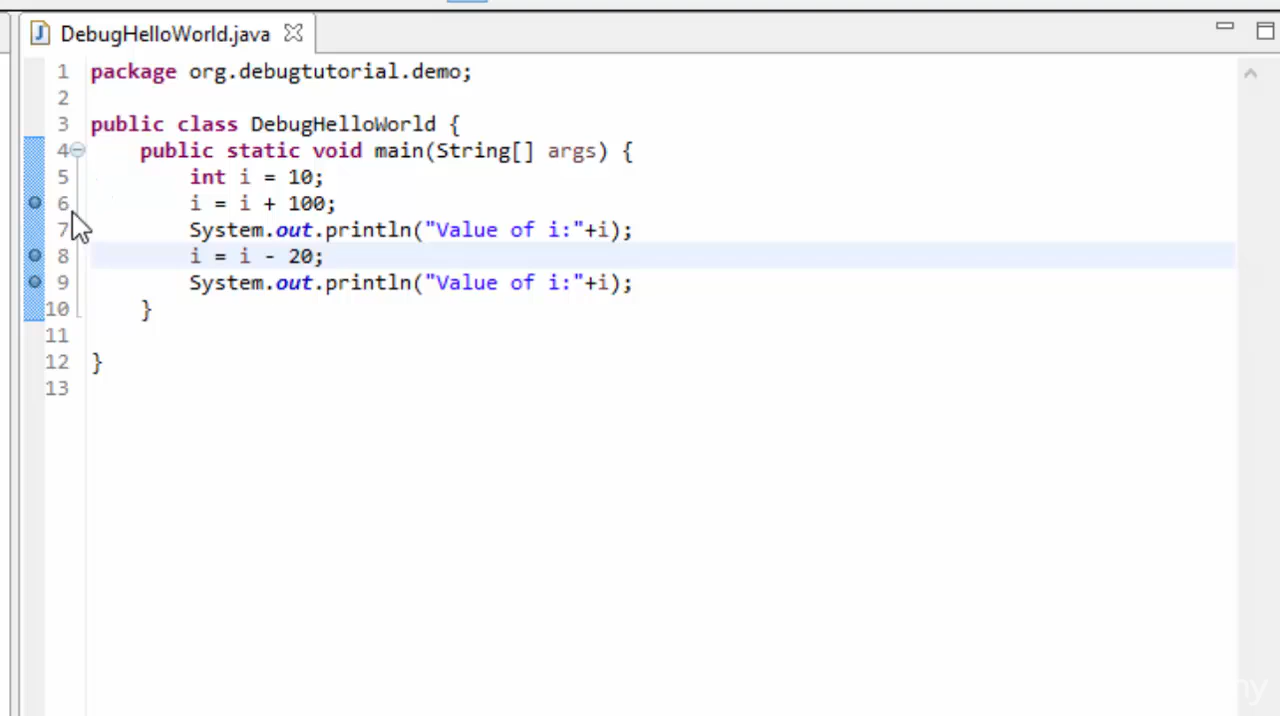 DebugHelloWorld.java
1 package org.debugtutorial.demo;
2
3 public class DebugHelloWorld {
4 public static void main(String[] args) {
5 int i = 10;
6 i = i + 100;
7 System.out.println("Value of i:"+i);
8 i = i - 20;
9 System.out.println("Value of i:"+i);
10 }
11
12 }
13